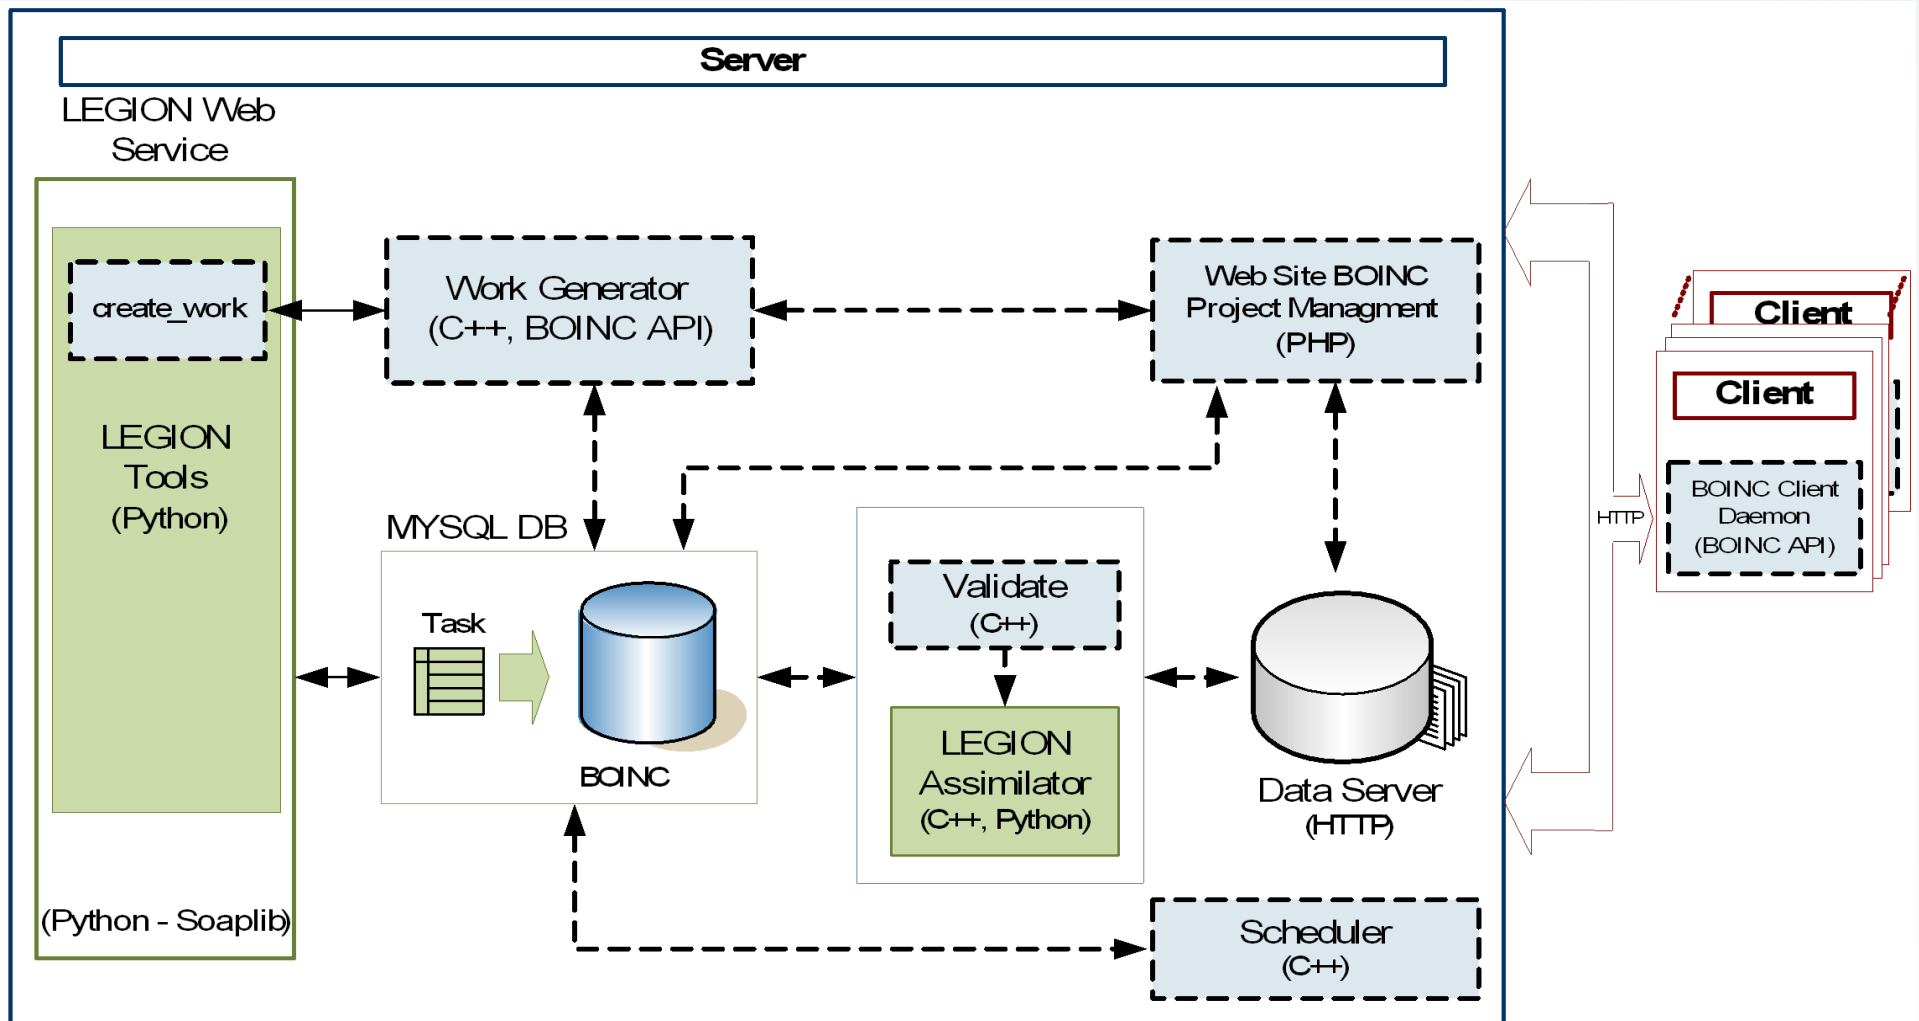 Server
LEGION Web
Service
create_work
LEGION
Tools
(Python)
(Python - Soaplib)
Work Generator
(C++, BOINC API)
Web Site BOINC
Project Managment
(PHP)
MYSQL DB
Task
BOINC
Validate
(C++)
LEGION
Assimilator
(C++, Python)
Data Server
(HTTP)
Scheduler
(C++)
HTTP
Client
Client
BOINC Client
Daemon
(BOINC API)